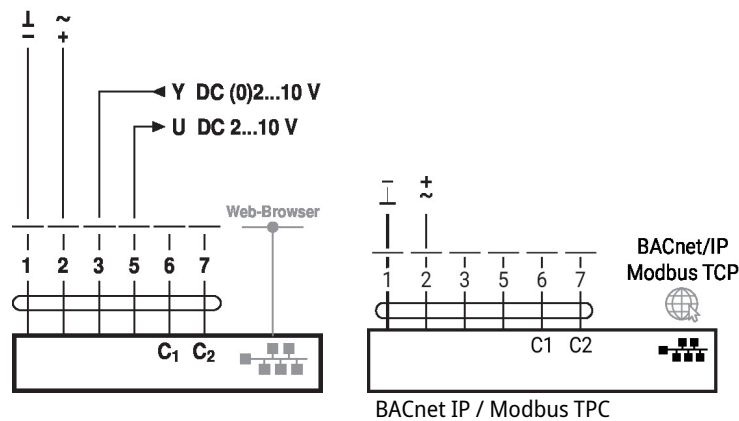 ⊥ ~
− +
Y DC (0)2...10 V
U DC 2...10 V
Web-Browser
1 2 3 5 6 7
C1 C2
− +
⊥ ~
1 2 3 5 6 7
BACnet/IP
Modbus TCP
C1 C2
BACnet IP / Modbus TPC